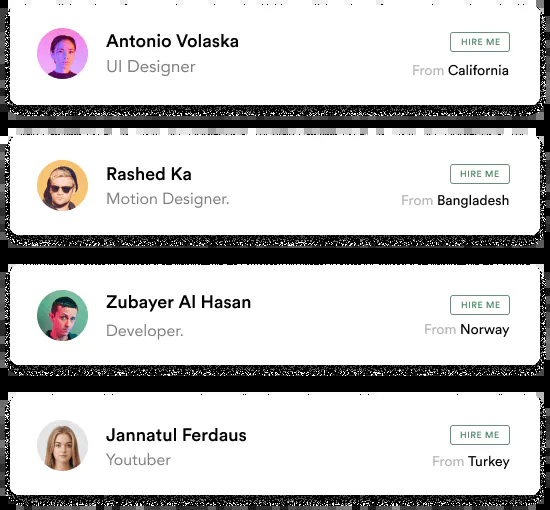 Antonio Volaska
HIRE ME
UI Designer
From California
Rashed Ka
HIRE ME
Motion Designer.
From Bangladesh
Zubayer Al Hasan
HIRE ME
Developer.
From Norway
Jannatul Ferdaus
HIRE ME
Youtuber
From Turkey